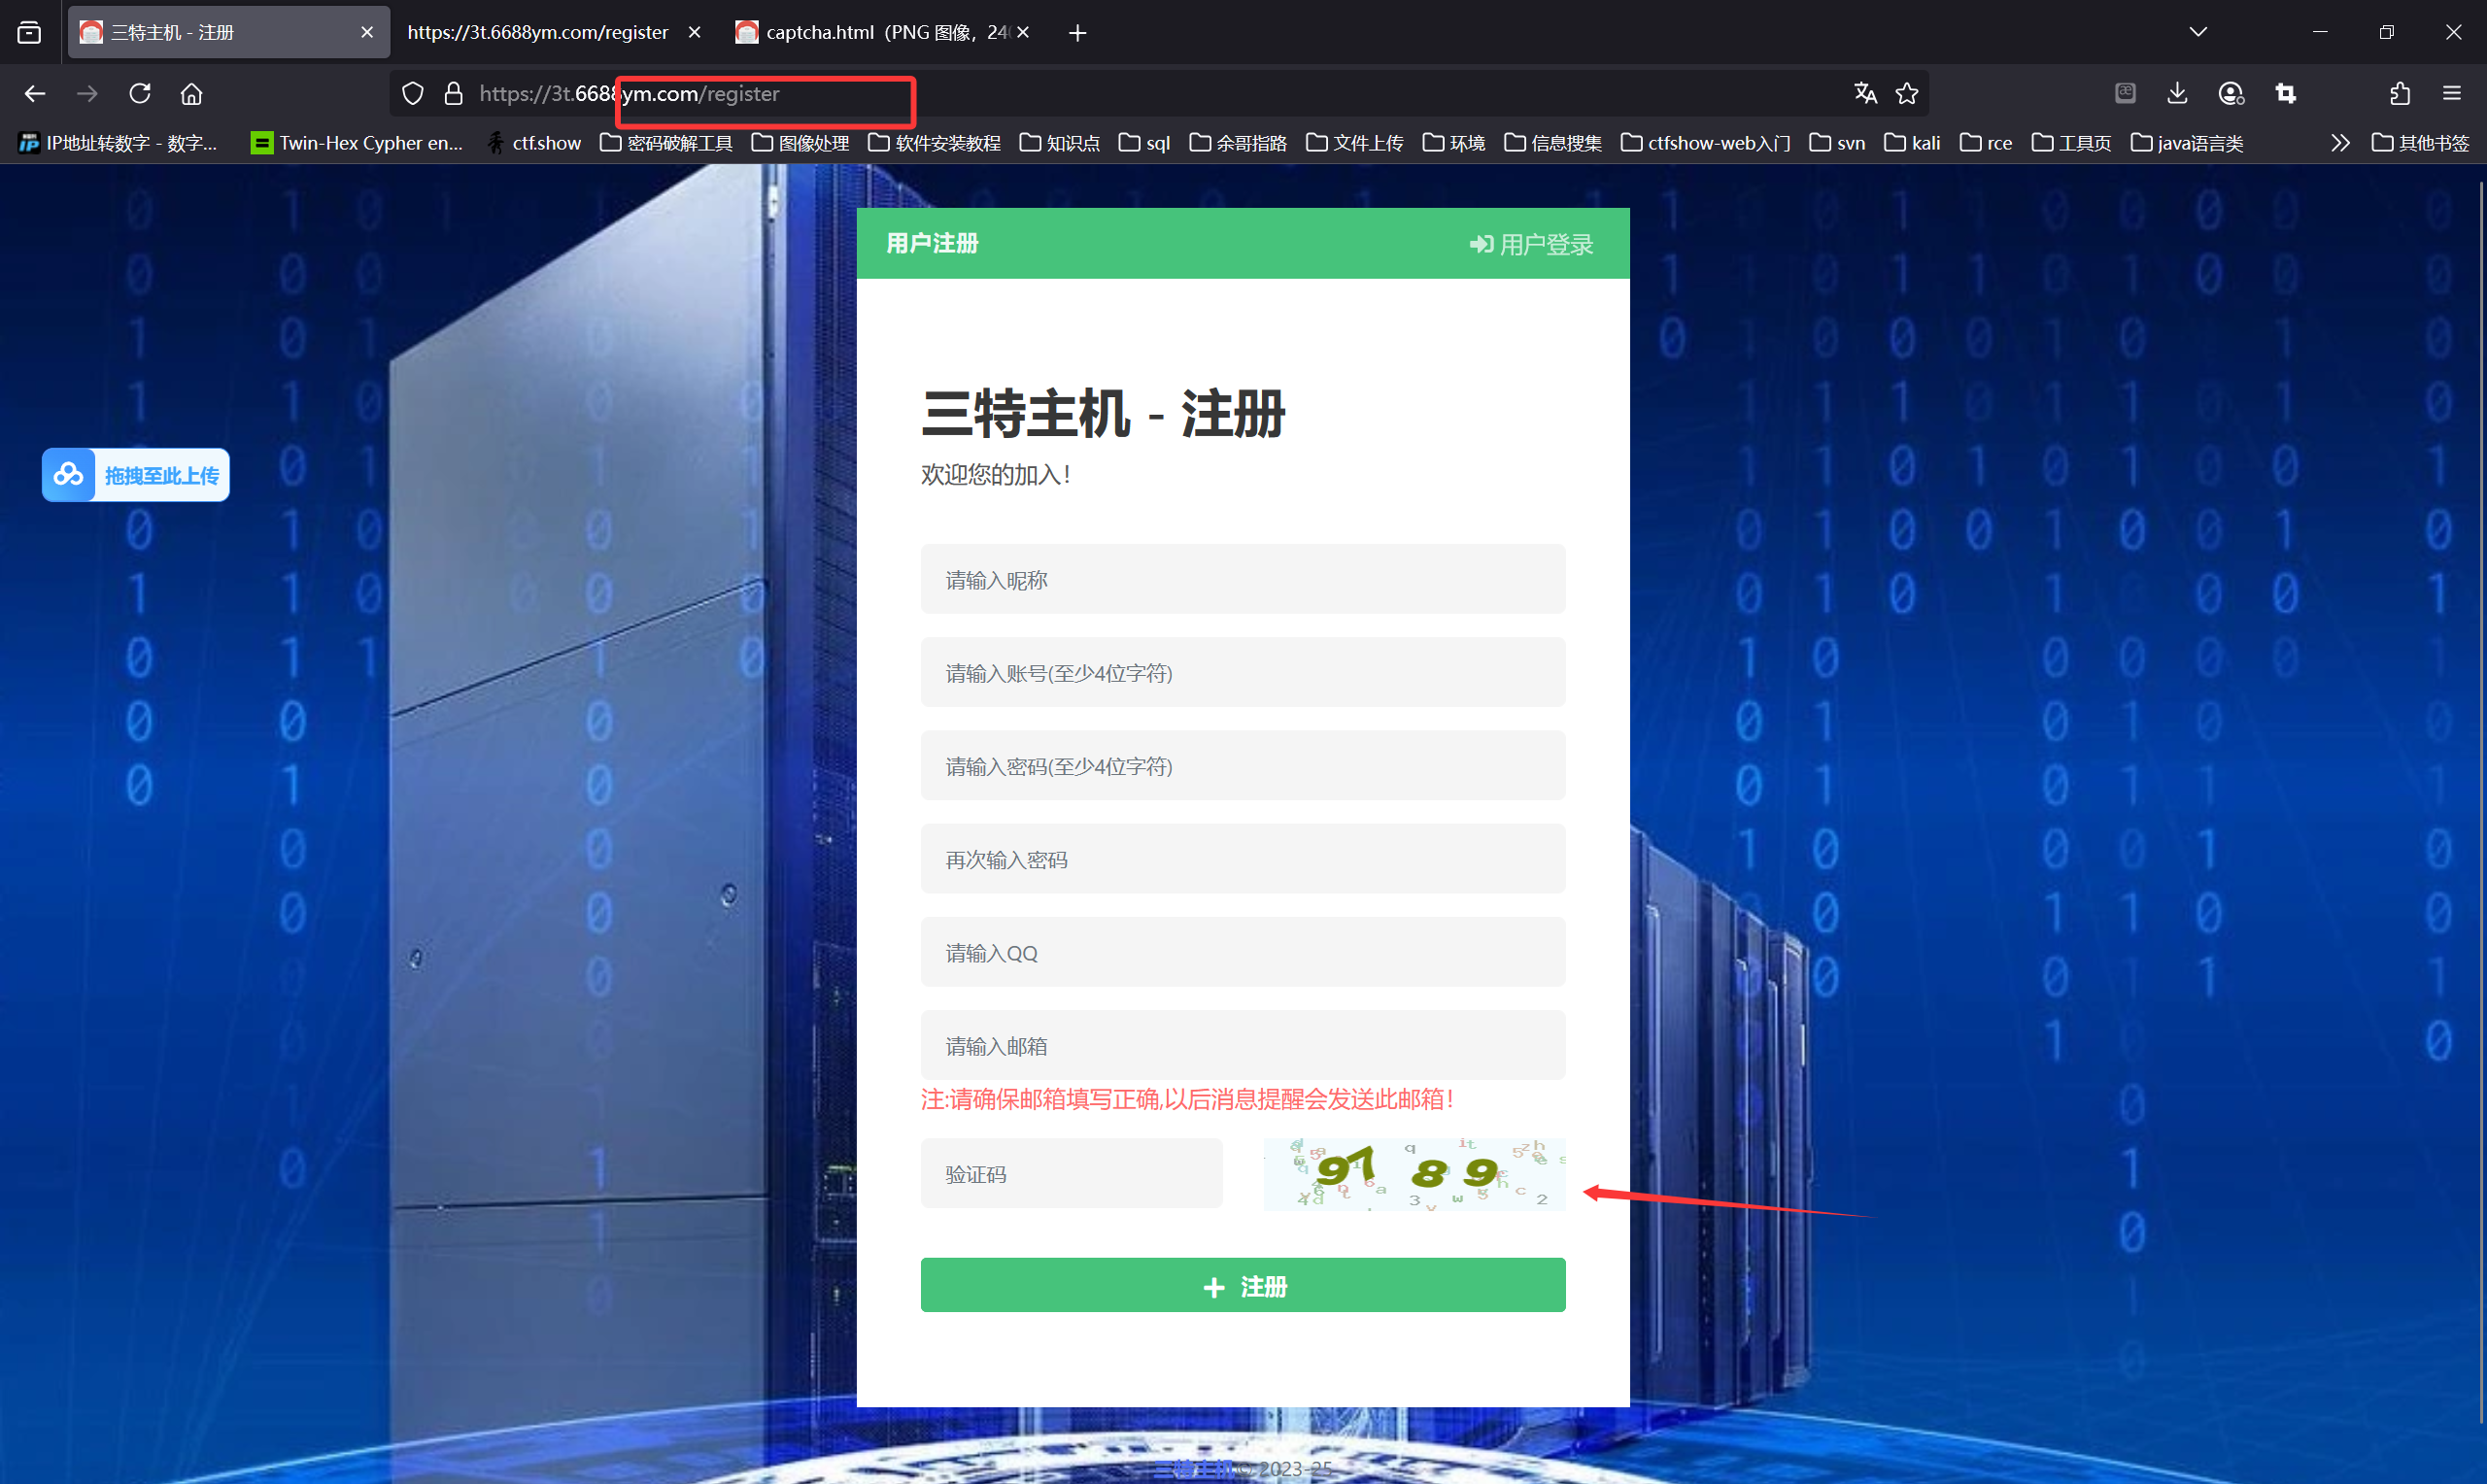 三特主机 - 注册
https://3t.6688ym.com/register
captcha.html（PNG 图像，24
https://3t.6688ym.com/register
IP地址转数字 - 数字...
Twin-Hex Cypher en...
ctf.show
密码破解工具
图像处理
软件安装教程
知识点
sql
余哥指路
文件上传
环境
信息搜集
ctfshow-web入门
svn
kali
rce
工具页
java语言类
其他书签
用户注册
用户登录
三特主机 - 注册
欢迎您的加入！
拖拽至此上传
请输入昵称
请输入账号(至少4位字符)
请输入密码(至少4位字符)
再次输入密码
请输入QQ
请输入邮箱
注:请确保邮箱填写正确,以后消息提醒会发送此邮箱！
验证码
97 89
注册
三特主机© 2023-25